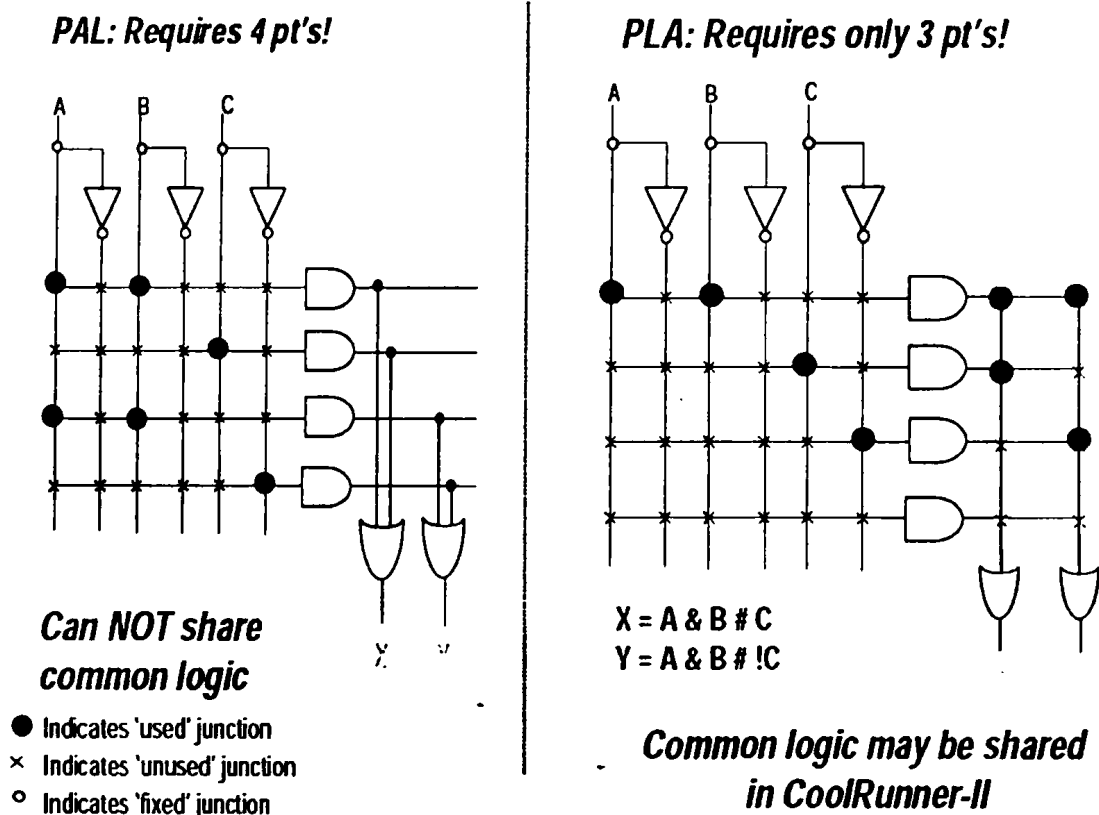 PAL: Requires 4 pt's!
A B C
Can NOT share
common logic
Indicates 'used' junction
Indicates 'unused' junction
Indicates 'fixed' junction
X
PLA: Requires only 3 pt's!
A B C
X = A & B # C
Y = A & B # !C
Common logic may be shared
in CoolRunner-II